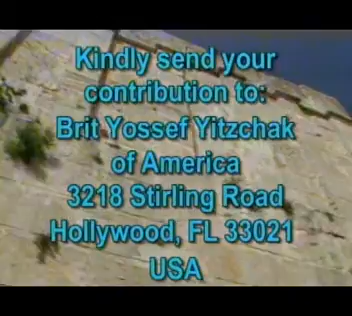 Kindly send your
contribution to:
Brit Yossef Yitzchak
of America
3218 Stirling Road
Hollywood, FL 33021
USA